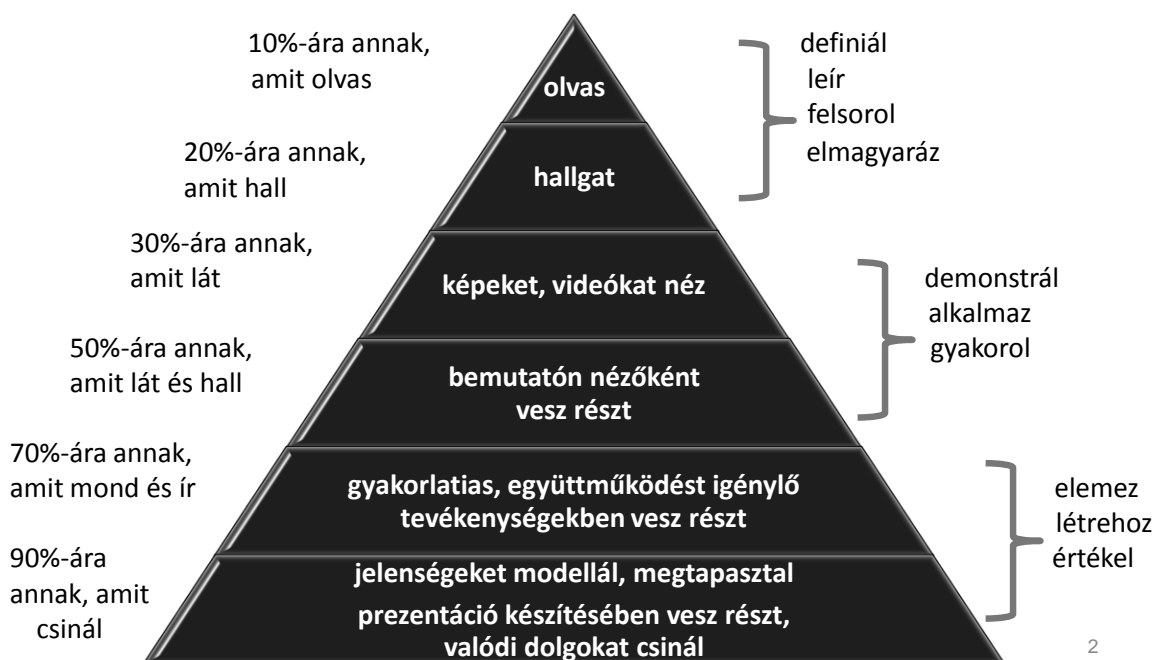 10%-ára annak,
amit olvas
20%-ára annak,
amit hall
30%-ára annak,
amit lát
50%-ára annak,
amit lát és hall
70%-ára annak,
amit mond és ír
90%-ára
annak, amit
csinál
olvas
hallgat
képeket, videókat néz
bemutatón nézőként
vesz részt
gyakorlatias, együttműködést igénylő
tevékenységekben vesz részt
jelenségeket modellál, megtapasztal
prezentáció készítésében vesz részt,
valódi dolgokat csinál
definiál
leír
felsorol
elmagyaráz
demonstrál
alkalmaz
gyakorol
elemez
létrehoz
értékel
2